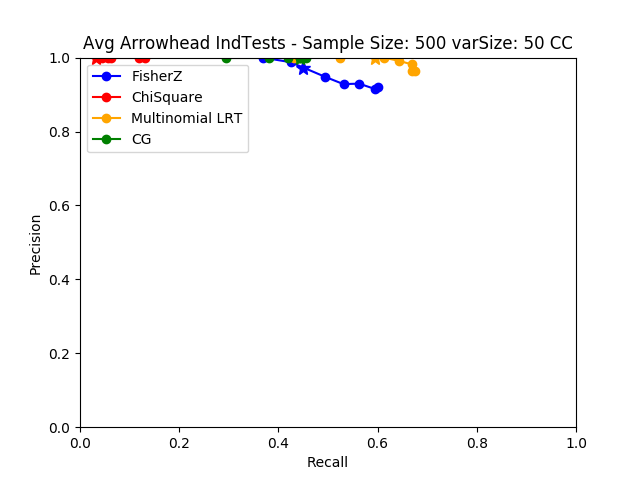 Avg Arrowhead IndTests - Sample Size: 500 varSize: 50 CC
1.0
0.8
0.6
0.4
0.2
0.0
Precision
FisherZ
ChiSquare
Multinomial LRT
CG
0.0 0.2 0.4 0.6 0.8 1.0
Recall